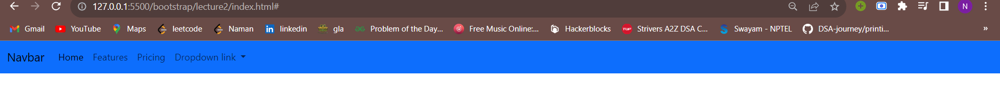 127.0.0.1:5500/bootstrap/lecture2/index.html#
N
Gmail YouTube Maps leetcode Naman linkedin gla Problem of the Day... Free Music Online:... Hackerblocks TUF Strivers A2Z DSA C... Swayam - NPTEL DSA-journey/printi... »
Navbar Home Features Pricing Dropdown link